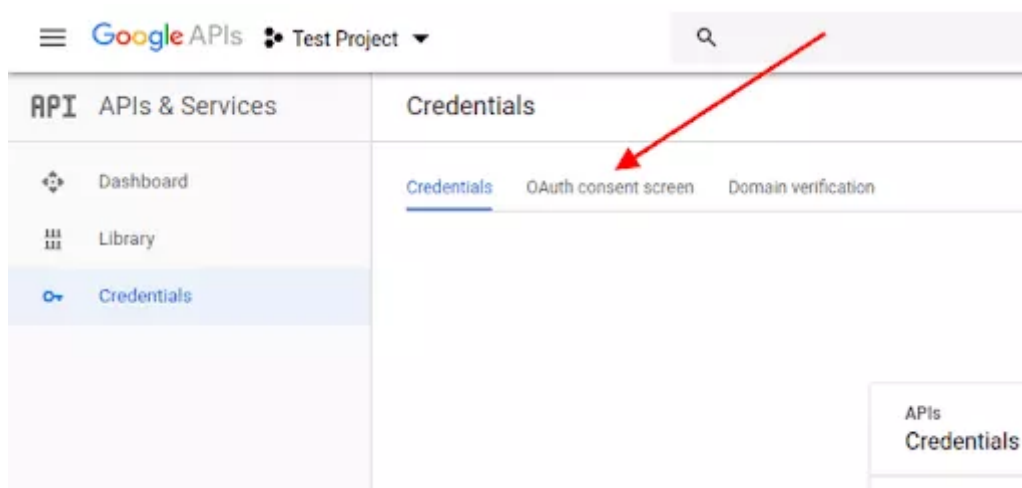 Google APIs Test Project
API APIs & Services
Credentials
Dashboard
Library
Credentials
Credentials OAuth consent screen Domain verification
APIs
Credentials